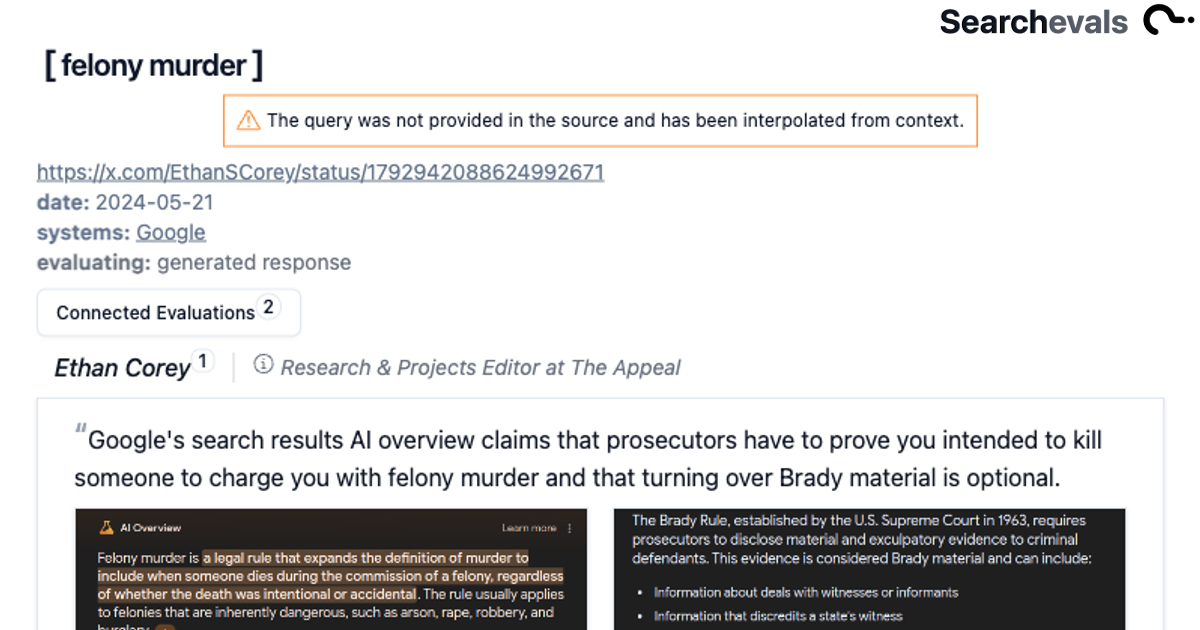 Searchevals
[ felony murder ]
The query was not provided in the source and has been interpolated from context.
https://x.com/EthanSCorey/status/1792942088624992671
date: 2024-05-21
systems: Google
evaluating: generated response
Connected Evaluations 2
Ethan Corey 1 Research & Projects Editor at The Appeal
"Google's search results AI overview claims that prosecutors have to prove you intended to kill
someone to charge you with felony murder and that turning over Brady material is optional.
AI Overview Learn more
Felony murder is a legal rule that expands the definition of murder to
include when someone dies during the commission of a felony, regardless
of whether the death was intentional or accidental. The rule usually applies
to felonies that are inherently dangerous, such as arson, rape, robbery, and
The Brady Rule, established by the U.S. Supreme Court in 1963, requires
prosecutors to disclose material and exculpatory evidence to criminal
defendants. This evidence is considered Brady material and can include:
• Information about deals with witnesses or informants
• Information that discredits a state's witness